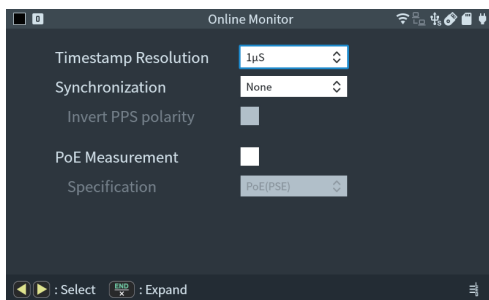 0 Online Monitor
Timestamp Resolution 1µS
Synchronization None
Invert PPS polarity
PoE Measurement
Specification PoE(PSE)
: Select END × : Expand